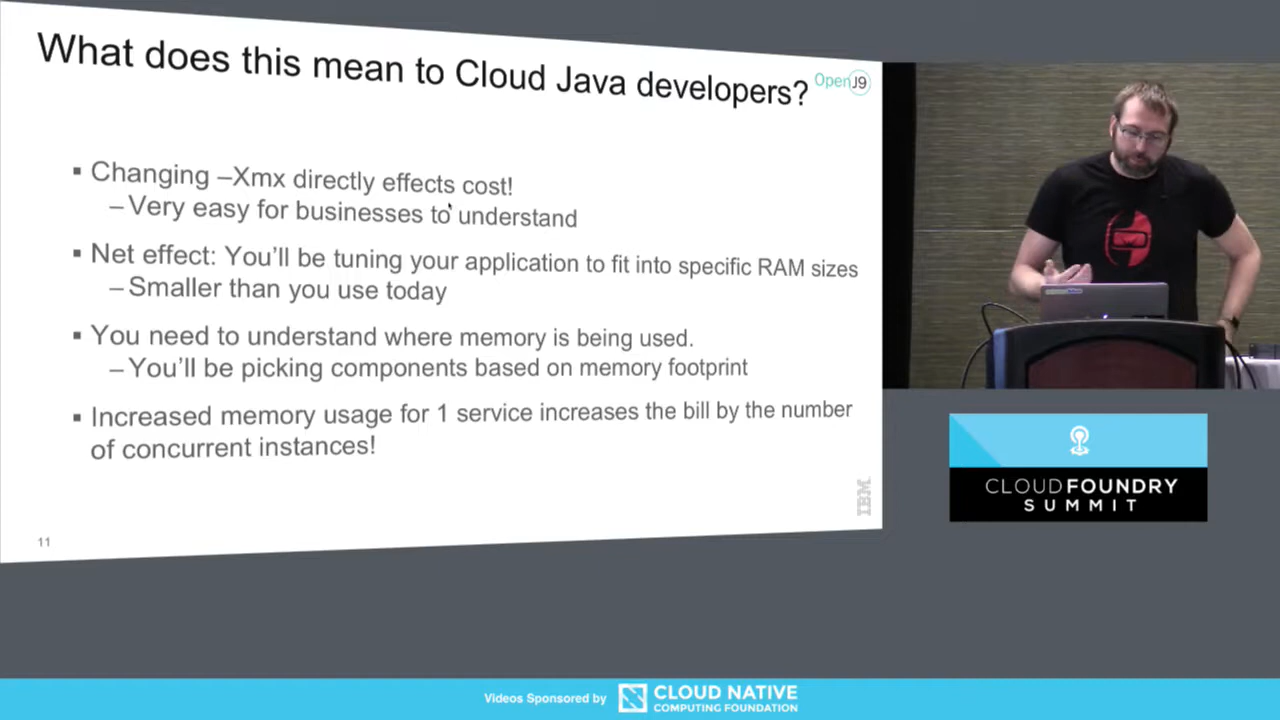 What does this mean to Cloud Java developers?
OpenJ9
▪ Changing –Xmx directly effects cost!
– Very easy for businesses to understand
▪ Net effect: You'll be tuning your application to fit into specific RAM sizes
– Smaller than you use today
▪ You need to understand where memory is being used.
– You'll be picking components based on memory footprint
▪ Increased memory usage for 1 service increases the bill by the number
of concurrent instances!
IBM
11
CLOUD FOUNDRY
SUMMIT
Videos Sponsored by
CLOUD NATIVE
COMPUTING FOUNDATION